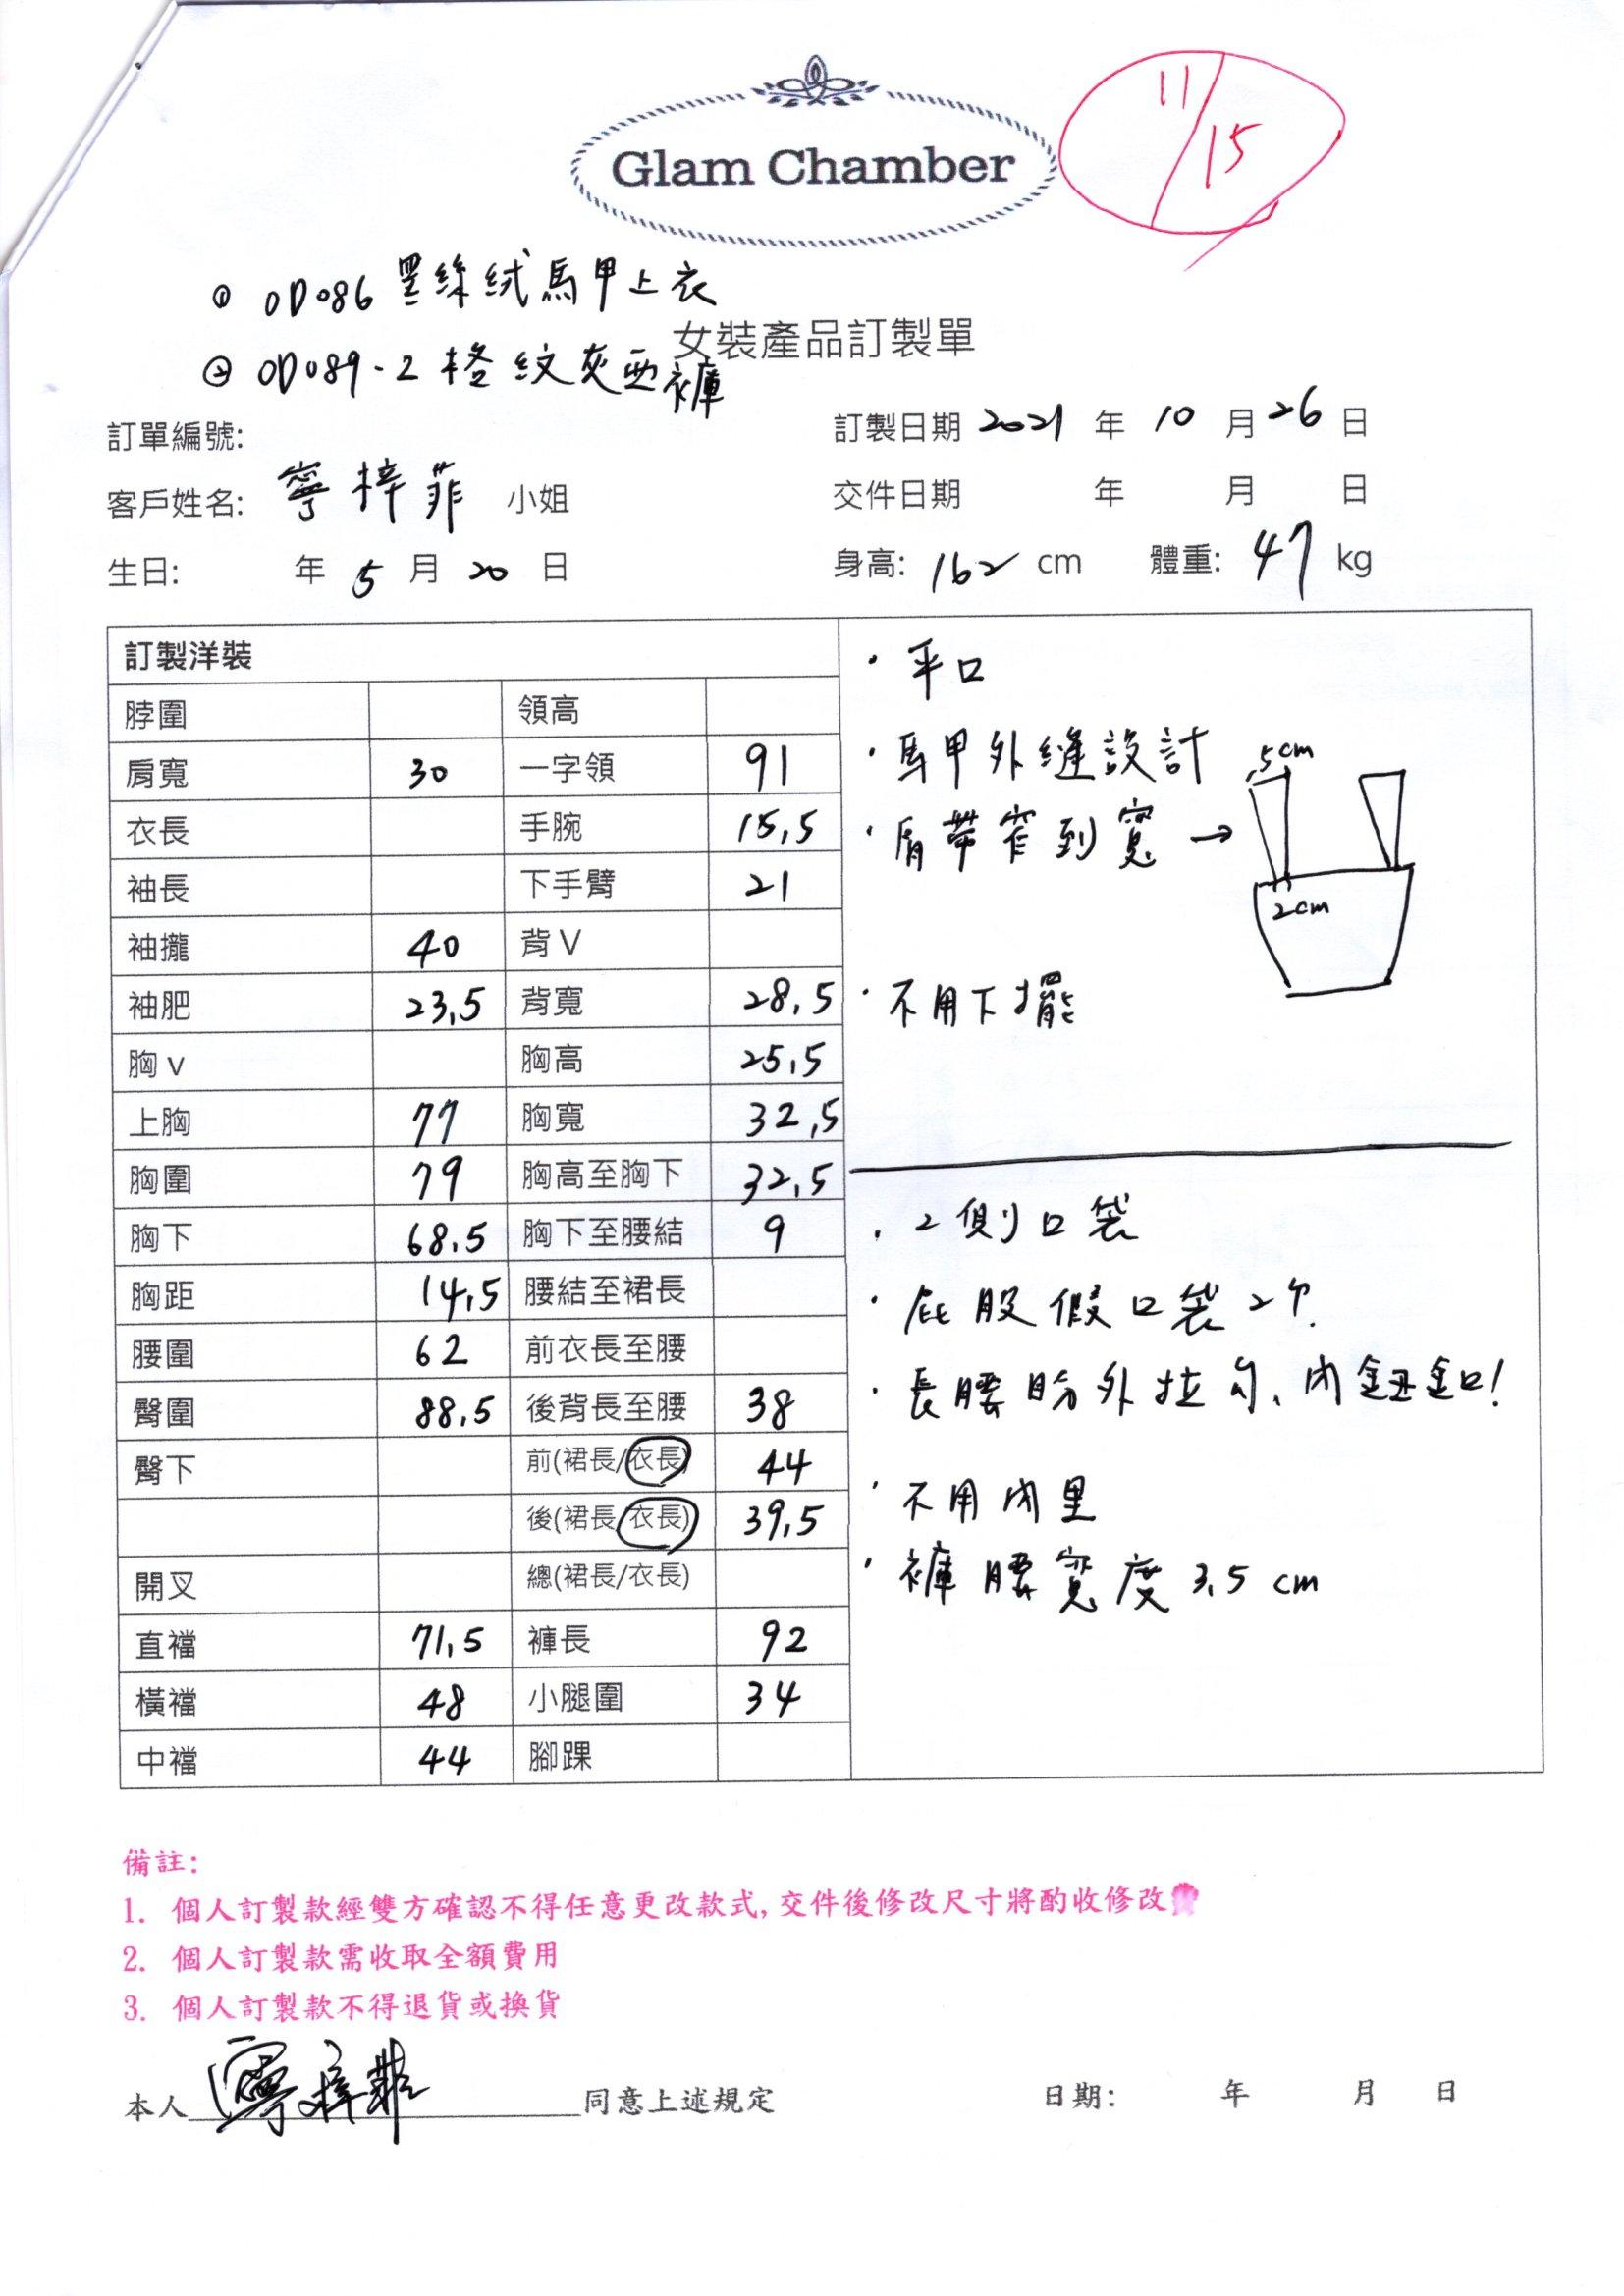 Glam Chamber
11/15
① OD086 黑絲絨馬甲上衣
② OD089-2 格紋灰西褲
女裝產品訂製單
訂單編號:
訂製日期 2021 年 10 月 26 日
客戶姓名: 寧梓菲 小姐
交件日期 年 月 日
生日: 年 5 月 20 日
身高: 162 cm 體重: 47 kg
訂製洋裝
脖圍 領高
肩寬 30 一字領 91
衣長 手腕 15,5
袖長 下手臂 21
袖攏 40 背V
袖肥 23,5 背寬 28,5
胸v 胸高 25,5
上胸 77 胸寬 32,5
胸圍 79 胸高至胸下 32,5
胸下 68,5 胸下至腰結 9
胸距 14,5 腰結至裙長
腰圍 62 前衣長至腰
臀圍 88,5 後背長至腰 38
臀下 前(裙長/衣長) 44
後(裙長/衣長) 39,5
開叉 總(裙長/衣長)
直襠 71,5 褲長 92
橫襠 48 小腿圍 34
中襠 44 腳踝
· 平口
· 馬甲外縫設計
· 肩帶窄到寬 →
5cm
2cm
· 不用下擺
· 2側口袋
· 屁股假口袋2个.
· 長腰 外拉勾、內鈕釦!
· 不用內里
· 褲腰寬度 3,5 cm
備註:
1. 個人訂製款經雙方確認不得任意更改款式, 交件後修改尺寸將酌收修改
2. 個人訂製款需收取全額費用
3. 個人訂製款不得退貨或換貨
本人 寧梓菲 同意上述規定 日期: 年 月 日